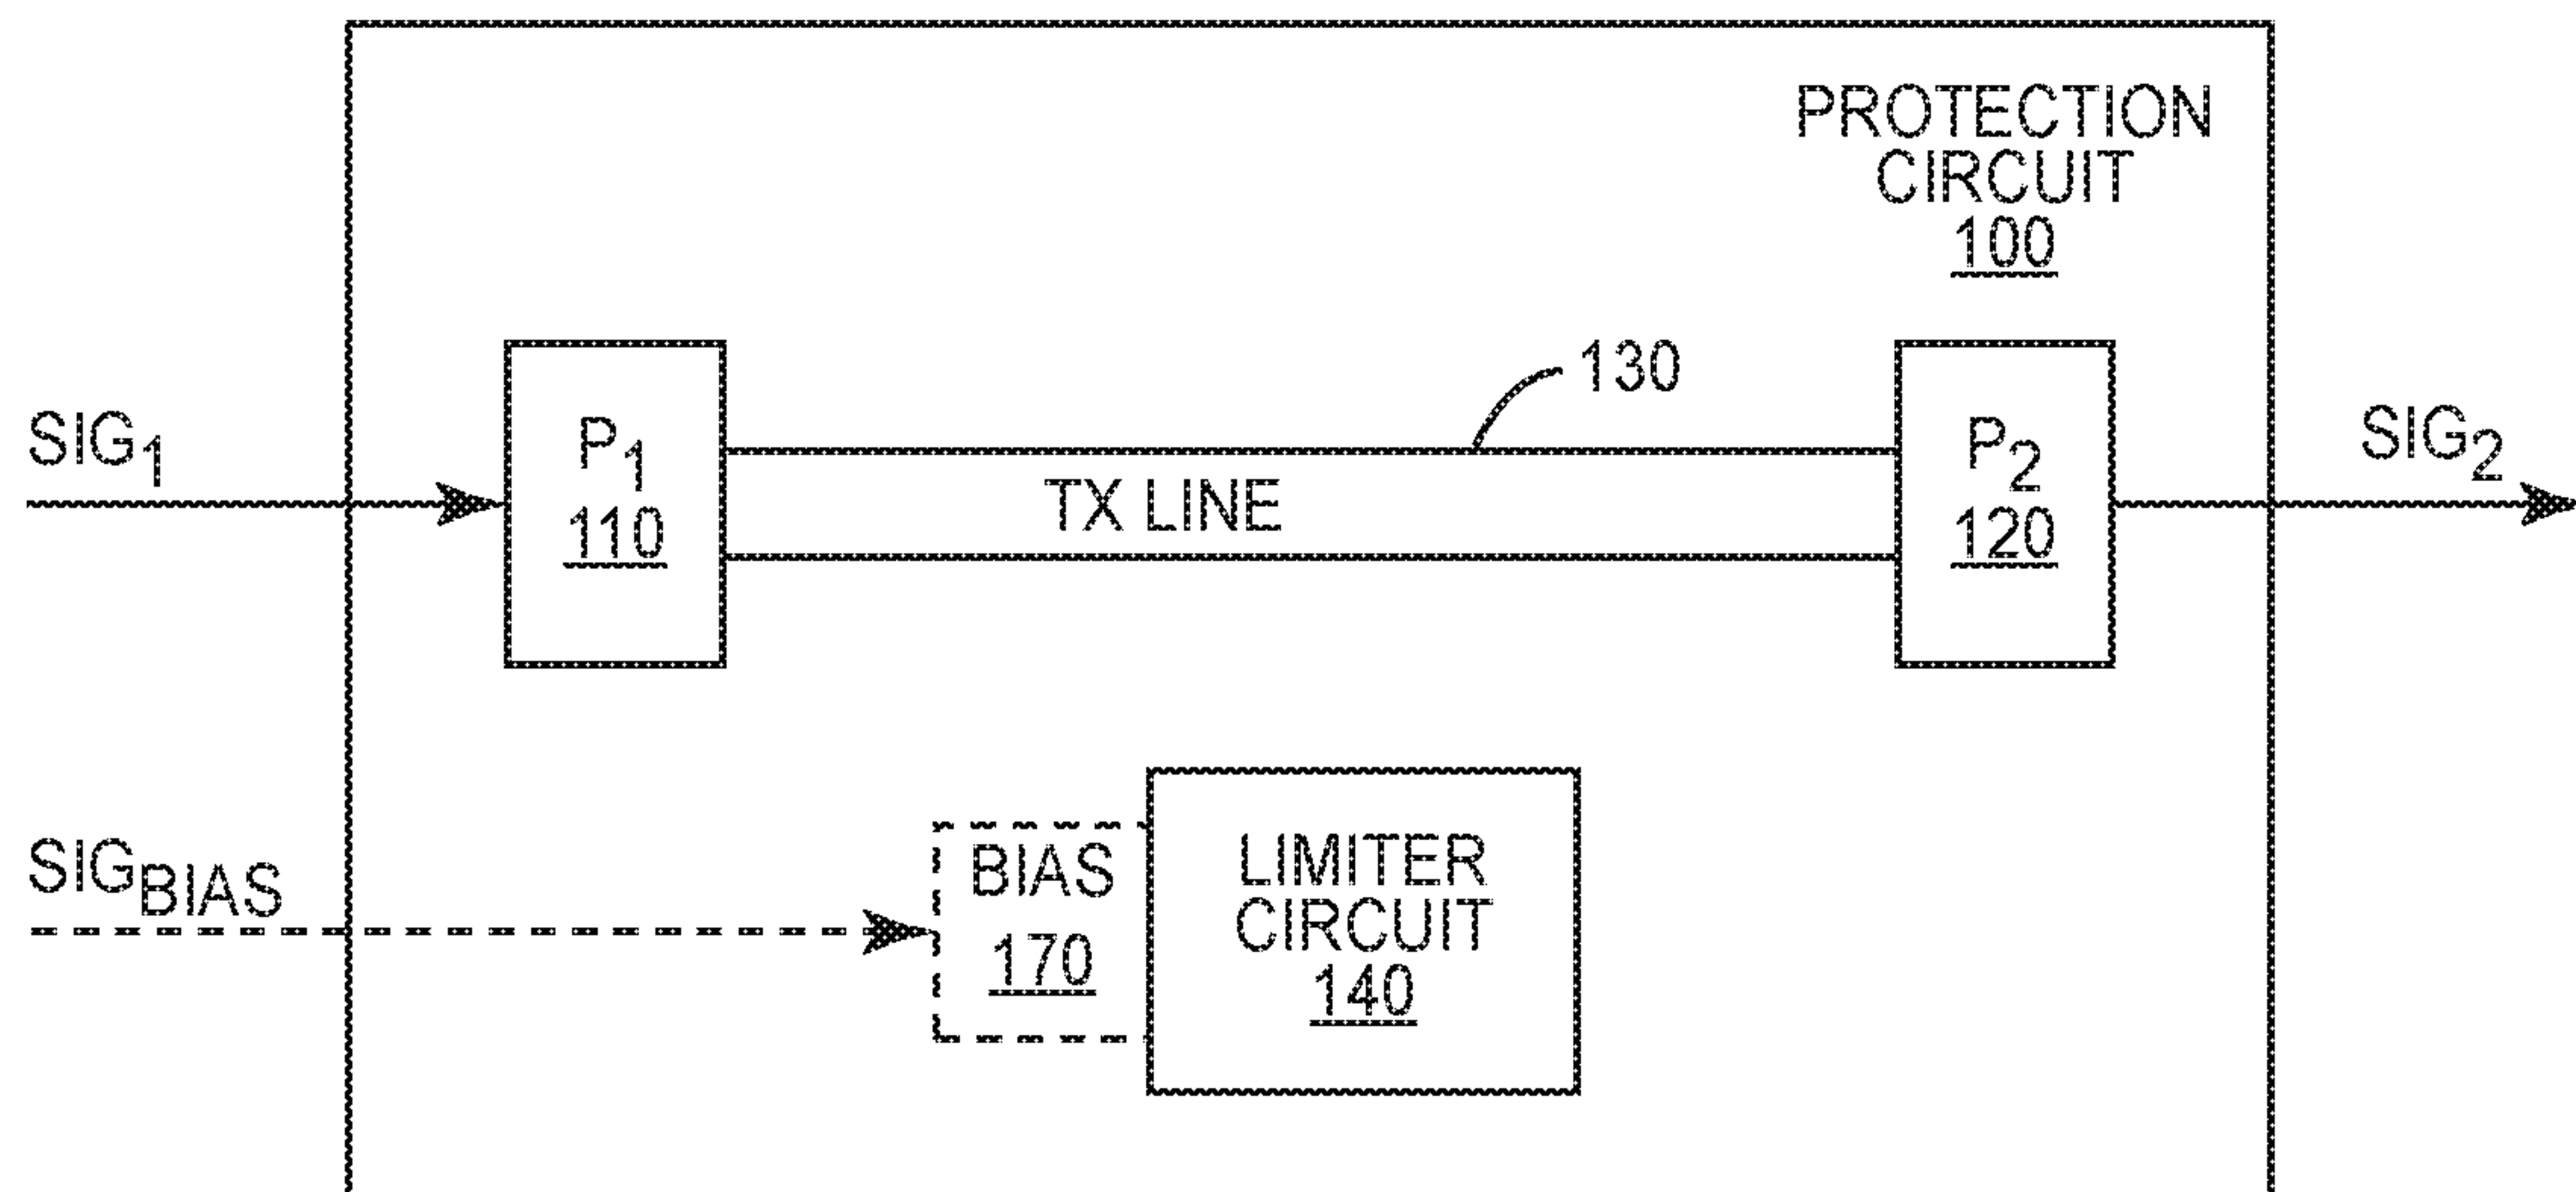 PROTECTION
CIRCUIT
100
130
SIG1
P1
110
TX LINE
P2
120
SIG2
SIGBIAS
BIAS
170
LIMITER
CIRCUIT
140